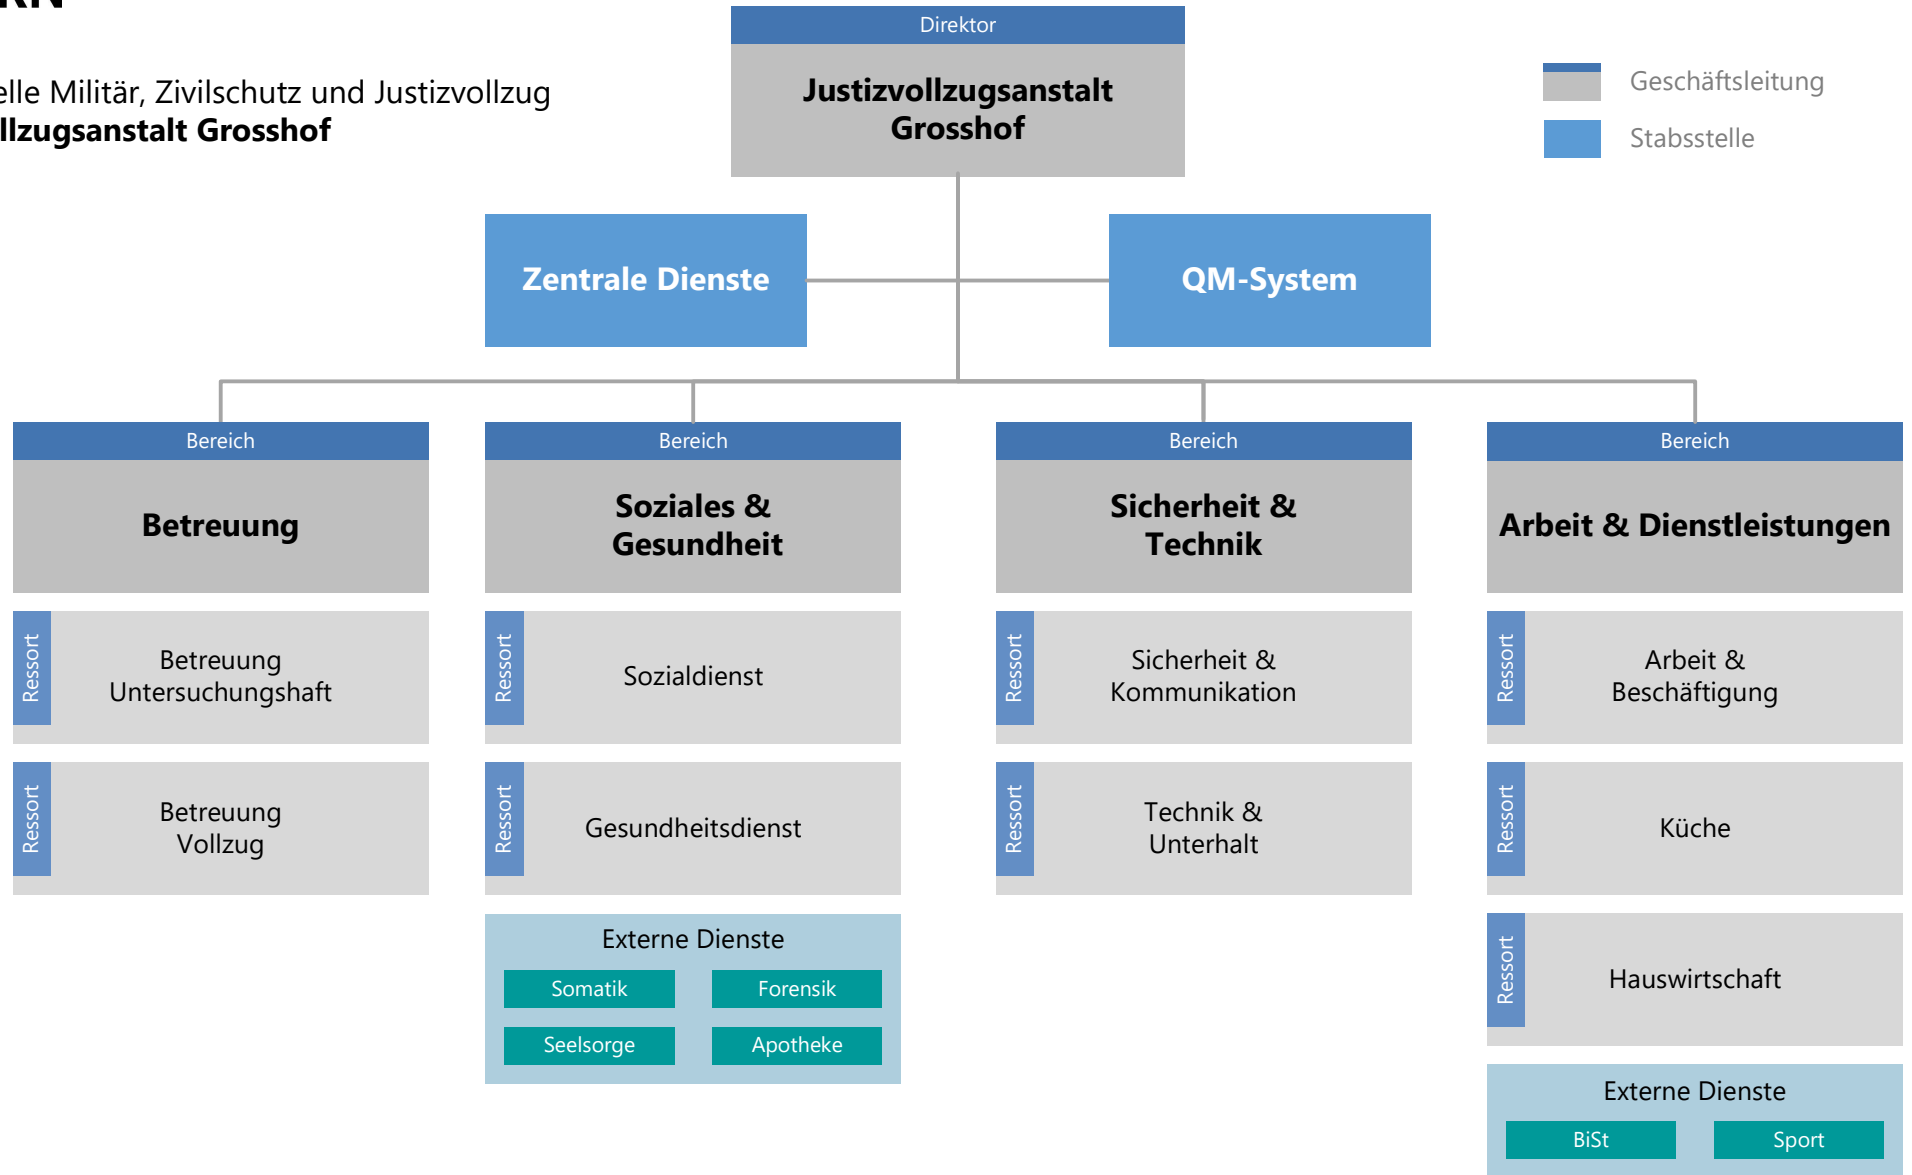 Direktor
Justizvollzugsanstalt
Grosshof
elle Militär, Zivilschutz und Justizvollzug
llzugsanstalt Grosshof
Geschäftsleitung
Stabsstelle
Zentrale Dienste
QM-System
Bereich
Betreuung
Ressort
Betreuung
Untersuchungshaft
Ressort
Betreuung
Vollzug
Bereich
Soziales &
Gesundheit
Ressort
Sozialdienst
Ressort
Gesundheitsdienst
Externe Dienste
Somatik
Forensik
Seelsorge
Apotheke
Bereich
Sicherheit &
Technik
Ressort
Sicherheit &
Kommunikation
Ressort
Technik &
Unterhalt
Bereich
Arbeit & Dienstleistungen
Ressort
Arbeit &
Beschäftigung
Ressort
Küche
Ressort
Hauswirtschaft
Externe Dienste
BiSt
Sport